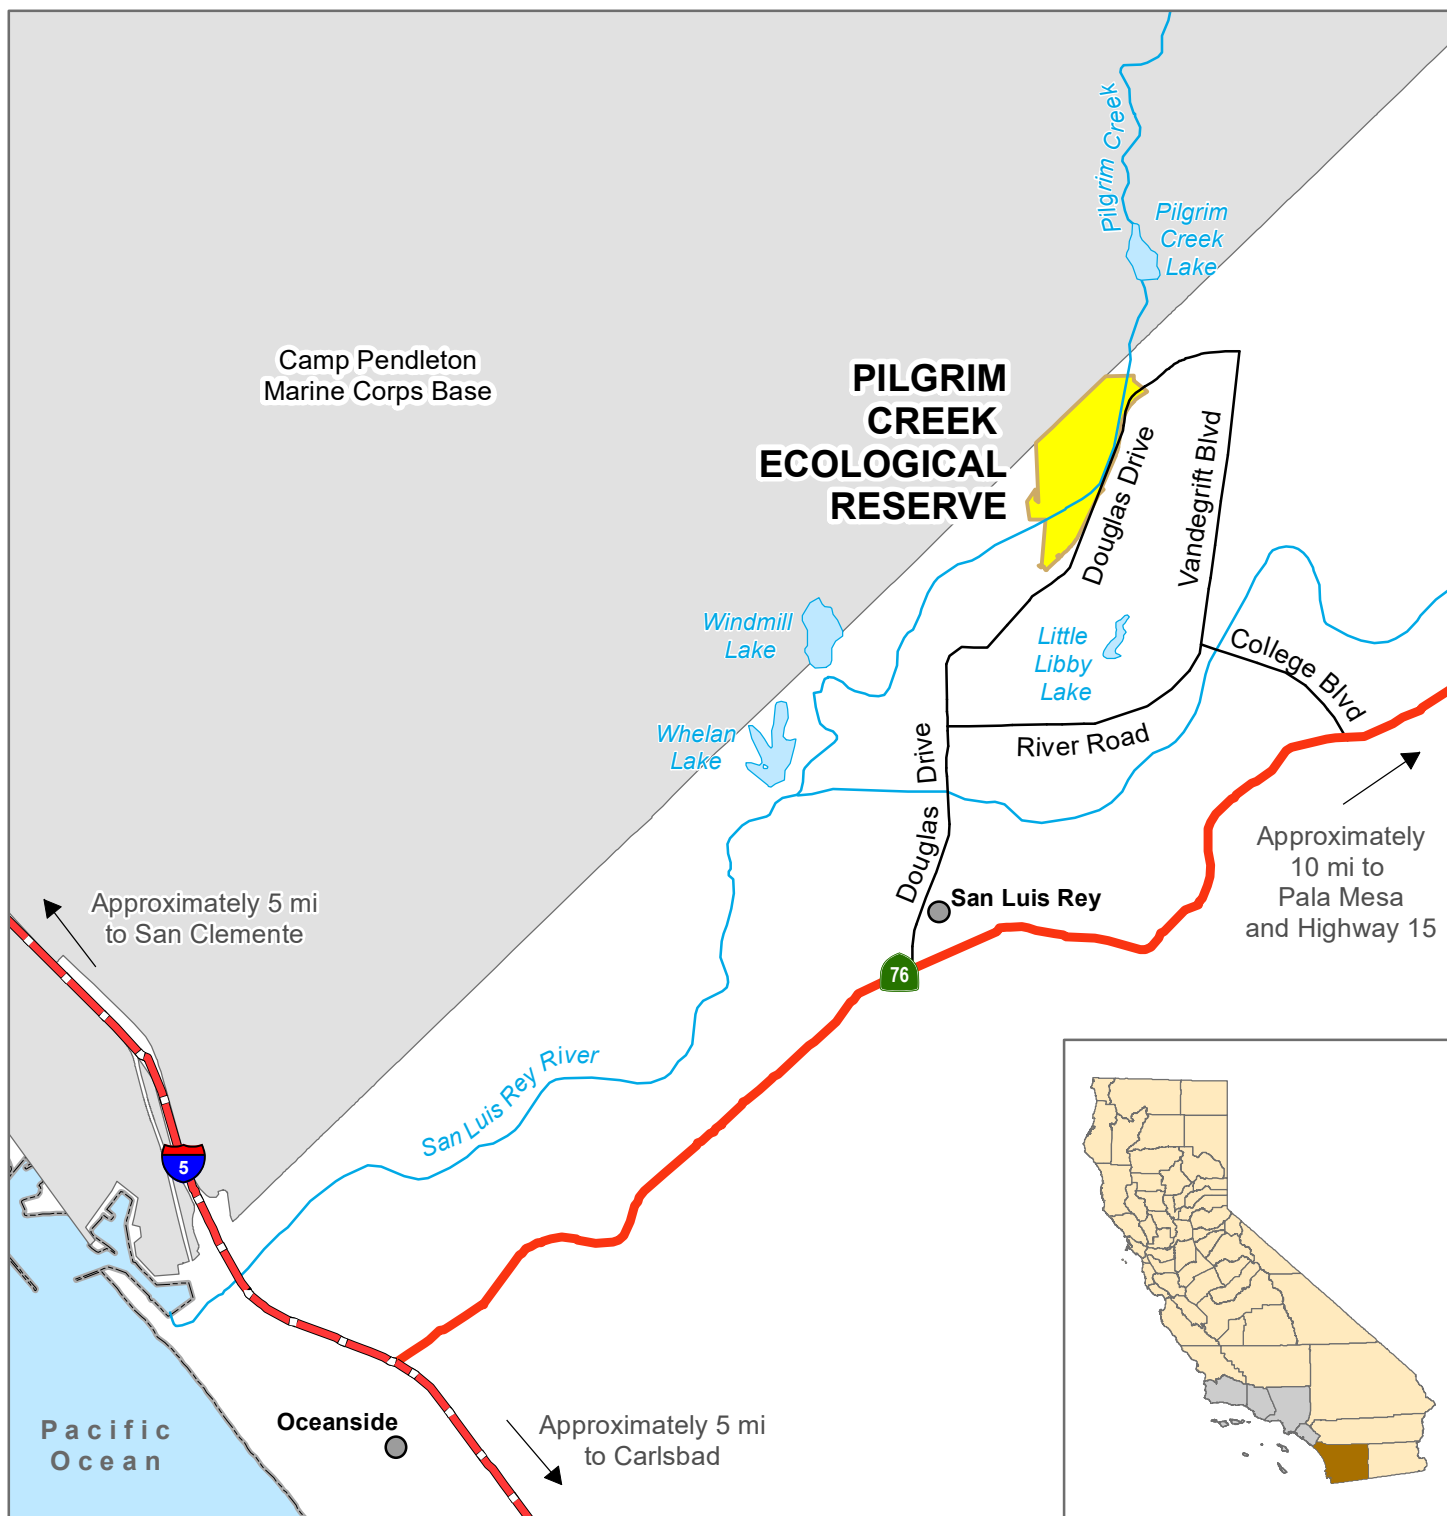 Pilgrim Creek
Pilgrim
Creek
Lake
Camp Pendleton
Marine Corps Base
PILGRIM
CREEK
ECOLOGICAL
RESERVE
Douglas Drive
Vandegrift Blvd
Windmill
Lake
Little
Libby
Lake
College Blvd
Whelan
Lake
River Road
Douglas Drive
Approximately
10 mi to
Pala Mesa
and Highway 15
San Luis Rey
Approximately 5 mi
to San Clemente
76
San Luis Rey River
5
Oceanside
Approximately 5 mi
to Carlsbad
Pacific
Ocean